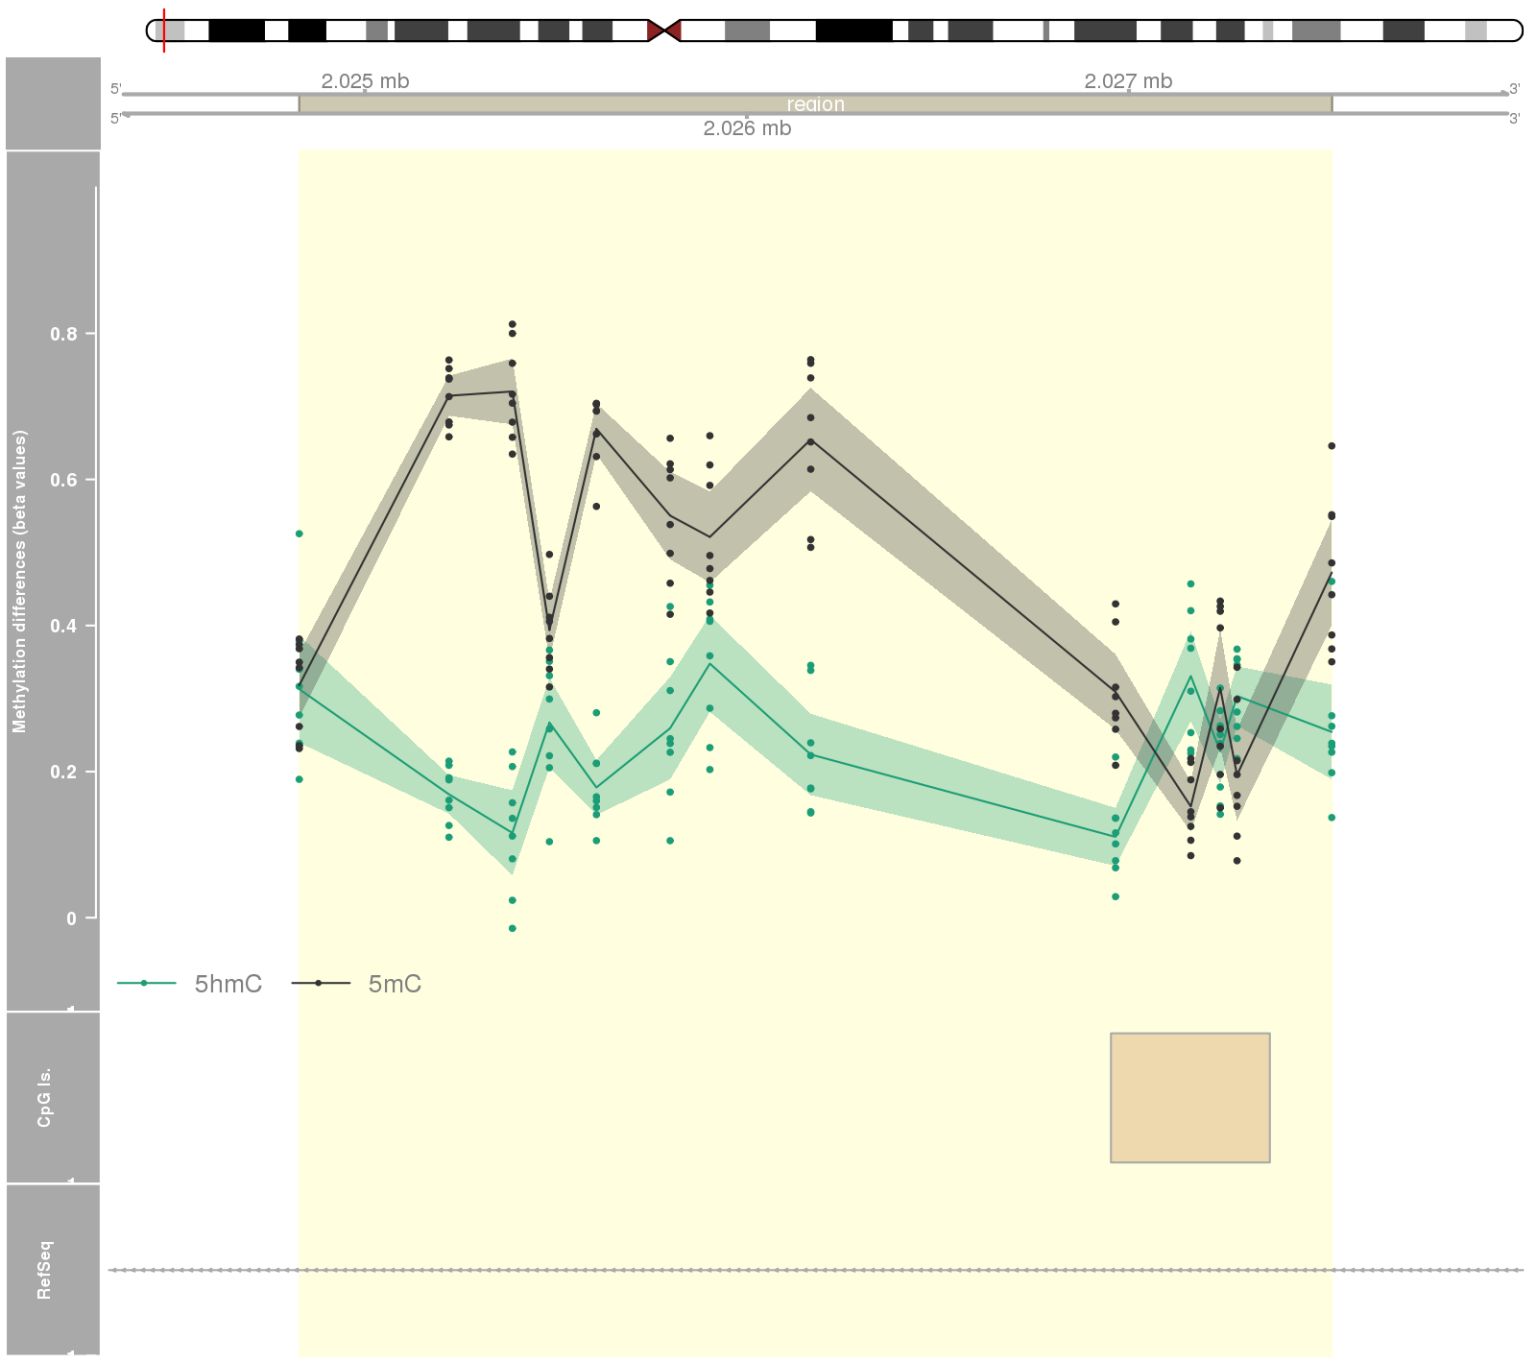 2.025 mb
2.027 mb
5'
3'
region
5'
3'
2.026 mb
Methylation differences (beta values)
0.8
0.6
0.4
0.2
0
5hmC
5mC
CpG Is.
RefSeq